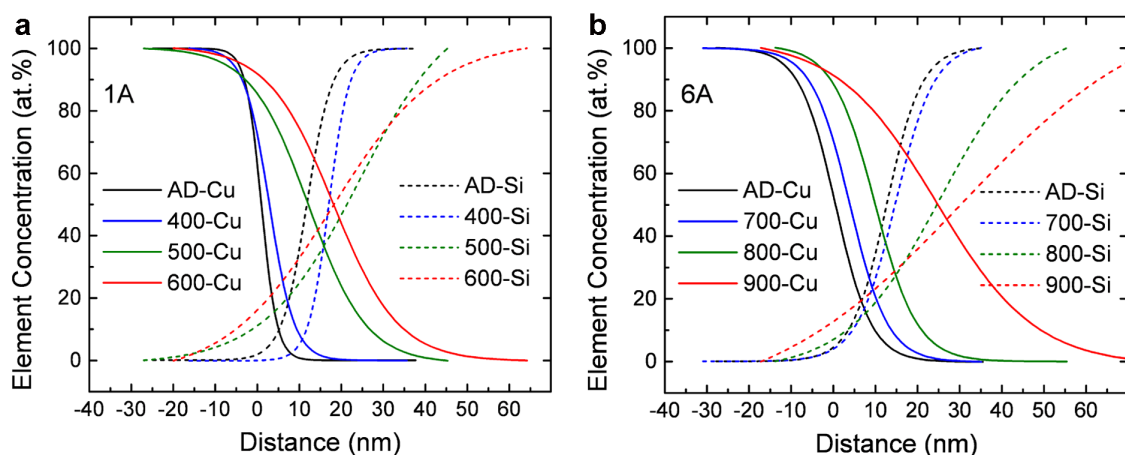 a
Element Concentration (at.%)
100
80
60
40
20
0
1A
AD-Cu
400-Cu
500-Cu
600-Cu
AD-Si
400-Si
500-Si
600-Si
-40 -30 -20 -10 0 10 20 30 40 50 60
Distance (nm)
b
Element Concentration (at.%)
100
80
60
40
20
0
6A
AD-Cu
700-Cu
800-Cu
900-Cu
AD-Si
700-Si
800-Si
900-Si
-40 -30 -20 -10 0 10 20 30 40 50 60
Distance (nm)